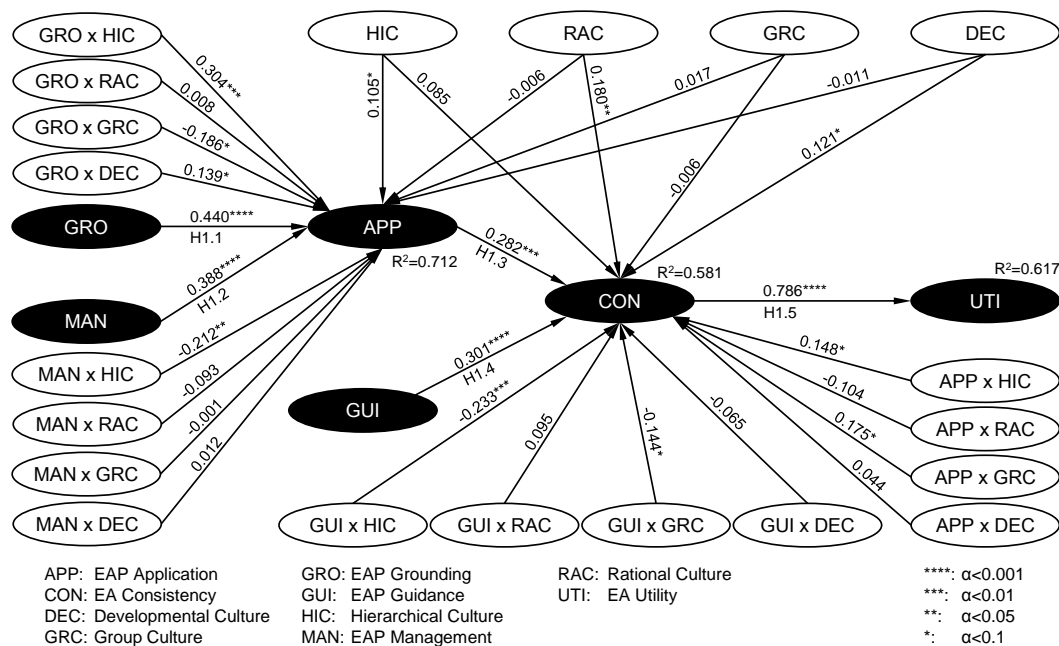 GRO x HIC
HIC
RAC
GRC
DEC
0.304***
GRO x RAC
0.008
0.105*
0.085
-0.006
0.180**
0.017
-0.011
GRO x GRC
-0.186*
GRO x DEC
0.139*
-0.006
0.121*
GRO
0.440****
H1.1
APP
R²=0.712
0.282***
H1.3
0.388****
H1.2
R²=0.581
R²=0.617
MAN
CON
0.786****
H1.5
UTI
-0.212**
MAN x HIC
0.301****
H1.4
0.148*
APP x HIC
-0.093
GUI
-0.233***
-0.104
MAN x RAC
-0.001
0.095
-0.144*
-0.065
0.175*
APP x RAC
MAN x GRC
0.012
0.044
APP x GRC
MAN x DEC
GUI x HIC
GUI x RAC
GUI x GRC
GUI x DEC
APP x DEC
APP: EAP Application
CON: EA Consistency
DEC: Developmental Culture
GRC: Group Culture
GRO: EAP Grounding
GUI: EAP Guidance
HIC: Hierarchical Culture
MAN: EAP Management
RAC: Rational Culture
UTI: EA Utility
****: α<0.001
***: α<0.01
**: α<0.05
*: α<0.1